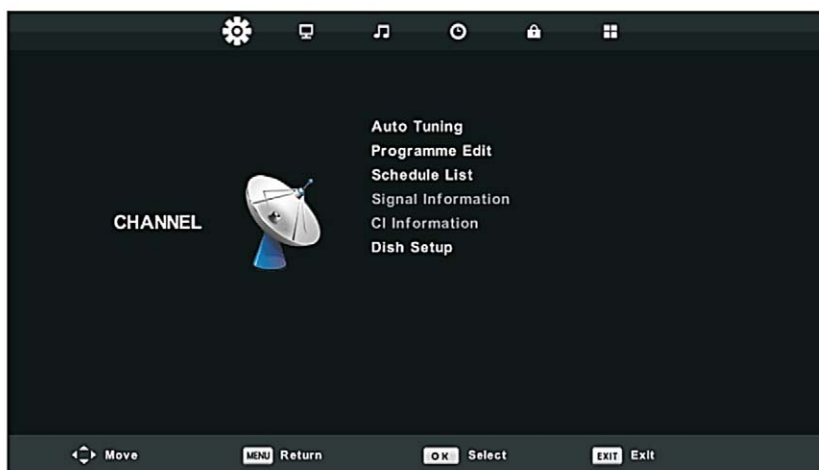 Auto Tuning
Programme Edit
Schedule List
Signal Information
CHANNEL
CI Information
Dish Setup
Move
MENU Return
OK Select
EXIT Exit